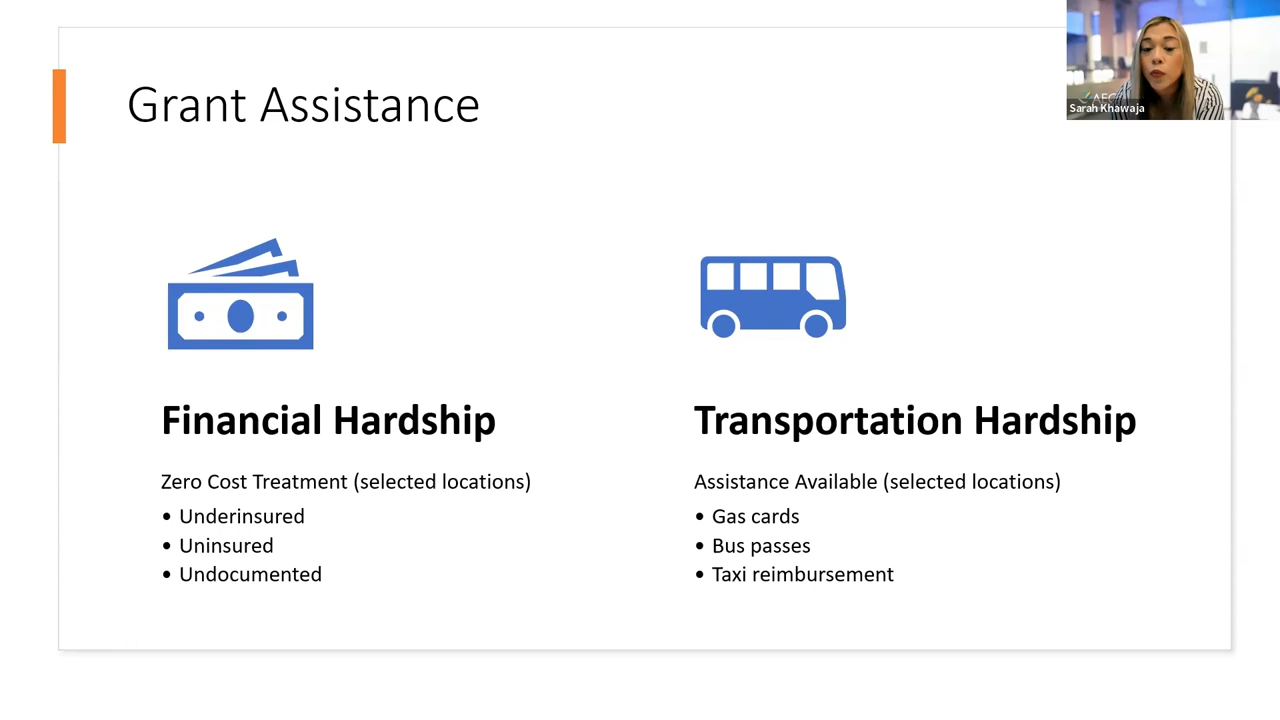 Grant Assistance
Sarah Khawaja
Financial Hardship
Zero Cost Treatment (selected locations)
• Underinsured
• Uninsured
• Undocumented
Transportation Hardship
Assistance Available (selected locations)
• Gas cards
• Bus passes
• Taxi reimbursement